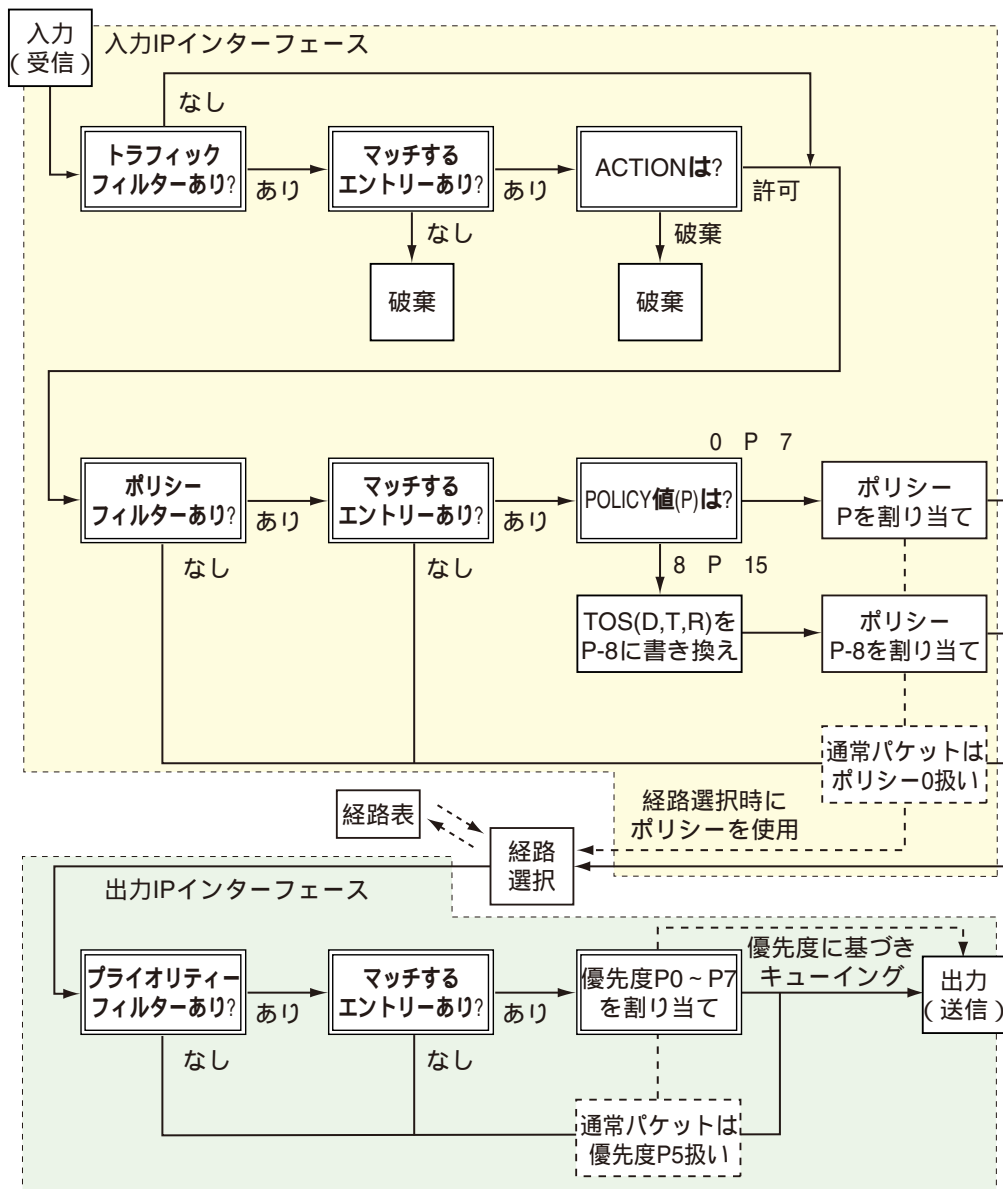 入力
(受信)
入力IPインターフェース
なし
トラフィック
フィルターあり?
あり
マッチする
エントリーあり?
あり
ACTIONは?
許可
なし
破棄
破棄
破棄
0 P 7
ポリシー
フィルターあり?
あり
マッチする
エントリーあり?
あり
POLICY値(P)は?
ポリシー
Pを割り当て
なし
なし
8 P 15
TOS(D,T,R)を
P-8に書き換え
ポリシー
P-8を割り当て
通常パケットは
ポリシー0扱い
経路表
経路選択時に
ポリシーを使用
経路
選択
出力IPインターフェース
優先度に基づき
キューイング
プライオリティー
フィルターあり?
あり
マッチする
エントリーあり?
あり
優先度P0～P7
を割り当て
出力
(送信)
なし
なし
通常パケットは
優先度P5扱い